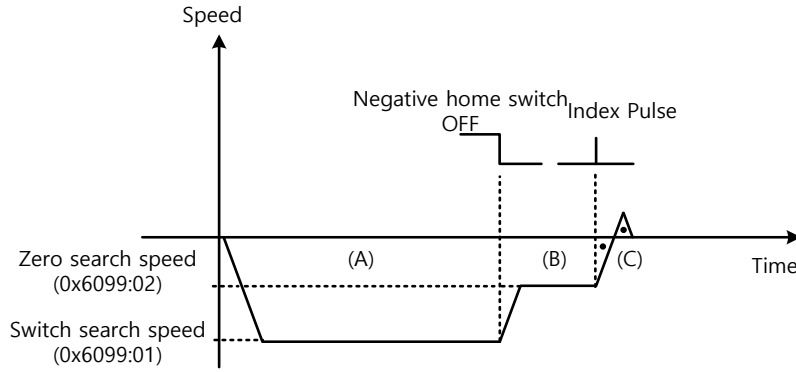 Speed
Negative home switch
OFF
Index Pulse
Zero search speed
(0x6099:02)
(A)
(B)
(C)
Time
Switch search speed
(0x6099:01)